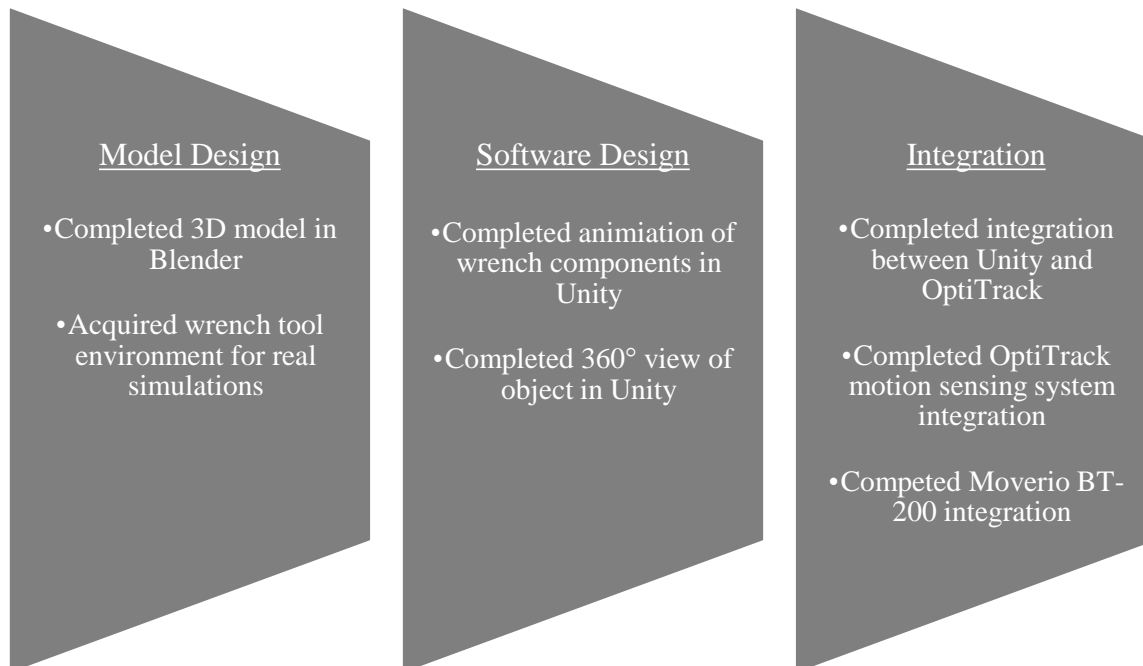 Model Design
•Completed 3D model in
Blender
•Acquired wrench tool
environment for real
simulations
Software Design
•Completed animiation of
wrench components in
Unity
•Completed 360° view of
object in Unity
Integration
•Completed integration
between Unity and
OptiTrack
•Completed OptiTrack
motion sensing system
integration
•Competed Moverio BT-
200 integration